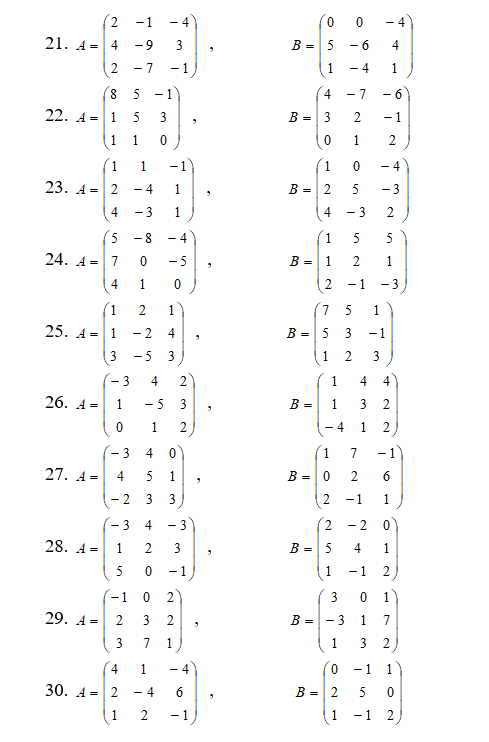 2 −1 −4 0 0 −4
21. A = 4 −9 3 , B = 5 −6 4
2 −7 −1 1 −4 1
8 5 −1 4 −7 −6
22. A = 1 5 3 , B = 3 2 −1
1 1 0 0 1 2
1 1 −1 1 0 −4
23. A = 2 −4 1 , B = 2 5 −3
4 −3 1 4 −3 2
5 −8 −4 1 5 5
24. A = 7 0 −5 , B = 1 2 1
4 1 0 2 −1 −3
1 2 1 7 5 1
25. A = 1 −2 4 , B = 5 3 −1
3 −5 3 1 2 3
−3 4 2 1 4 4
26. A = 1 −5 3 , B = 1 3 2
0 1 2 −4 1 2
−3 4 0 1 7 −1
27. A = 4 5 1 , B = 0 2 6
−2 3 3 2 −1 1
−3 4 −3 2 −2 0
28. A = 1 2 3 , B = 5 4 1
5 0 −1 1 −1 2
−1 0 2 3 0 1
29. A = 2 3 2 , B = −3 1 7
3 7 1 1 3 2
4 1 −4 0 −1 1
30. A = 2 −4 6 , B = 2 5 0
1 2 −1 1 −1 2